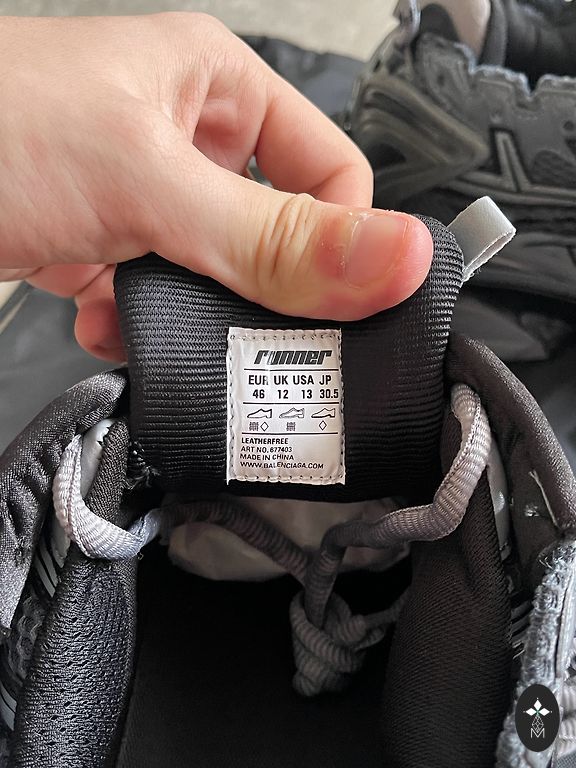 runner
EUR UK USA JP
46 12 13 30.5
LEATHERFREE
ART NO. 677403
MADE IN CHINA
WWW.BALENCIAGA.COM
M